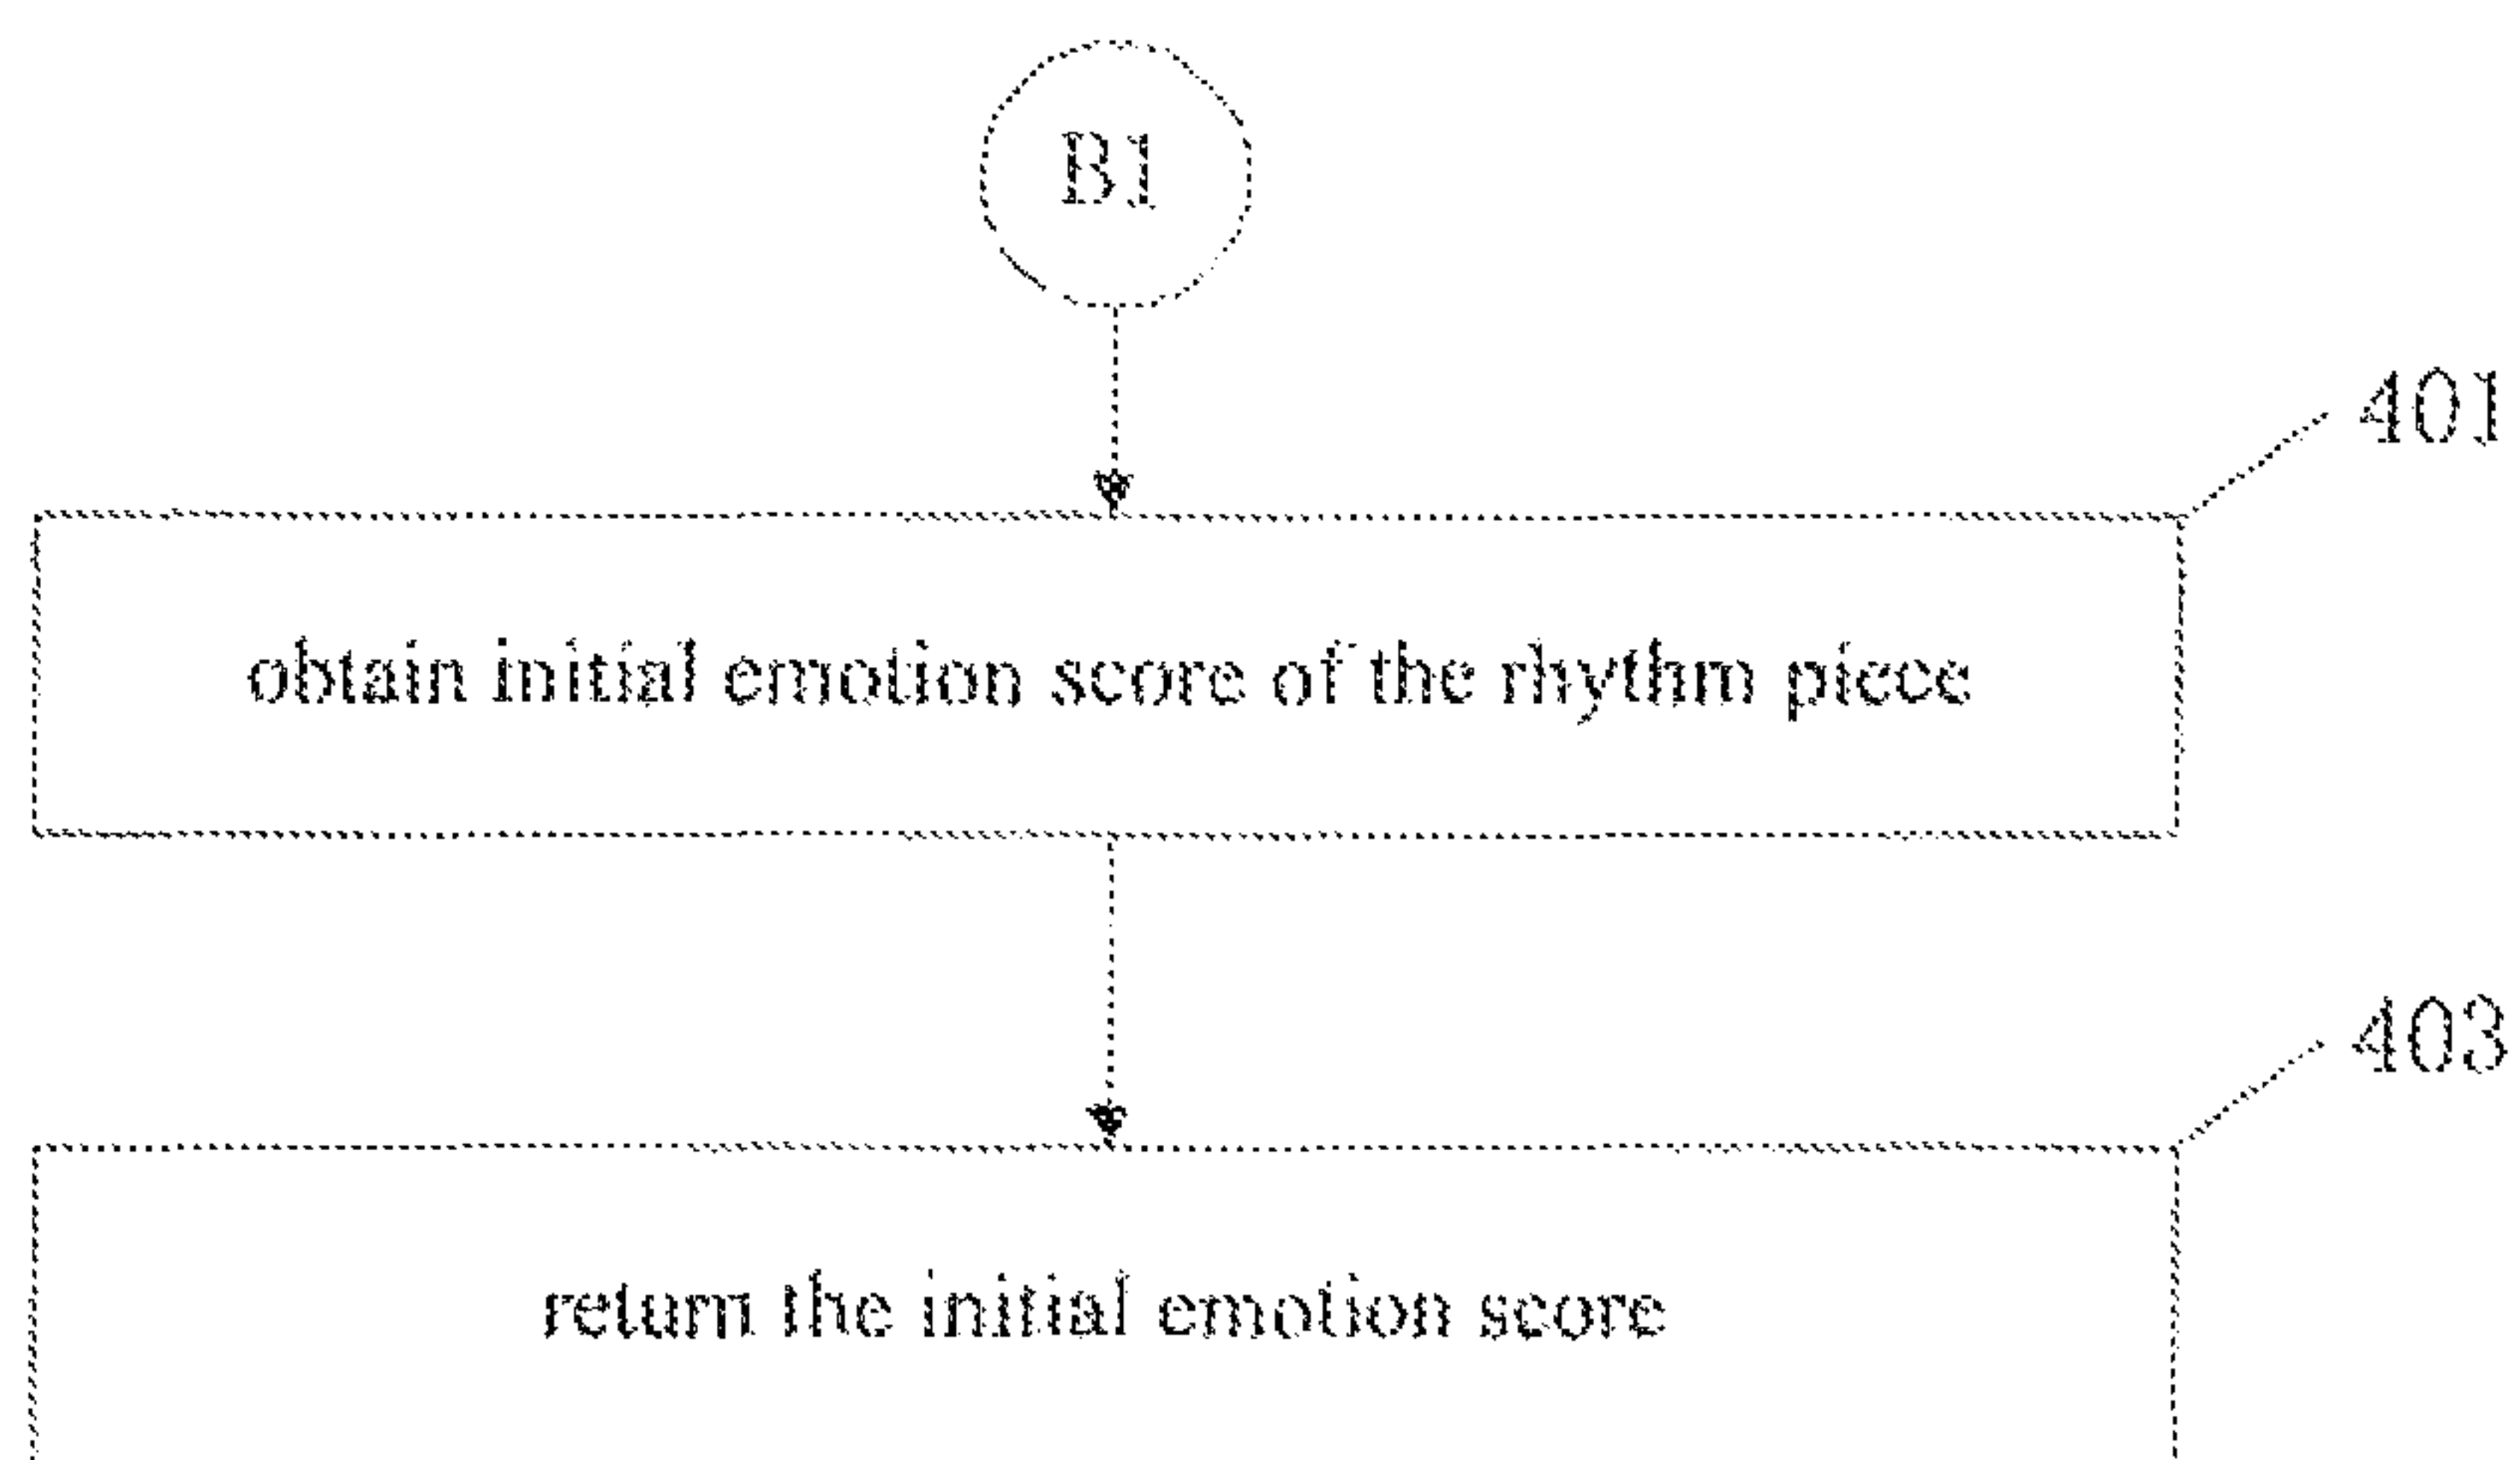 B1
401
obtain initial emotion score of the rhythm piece
403
return the initial emotion score